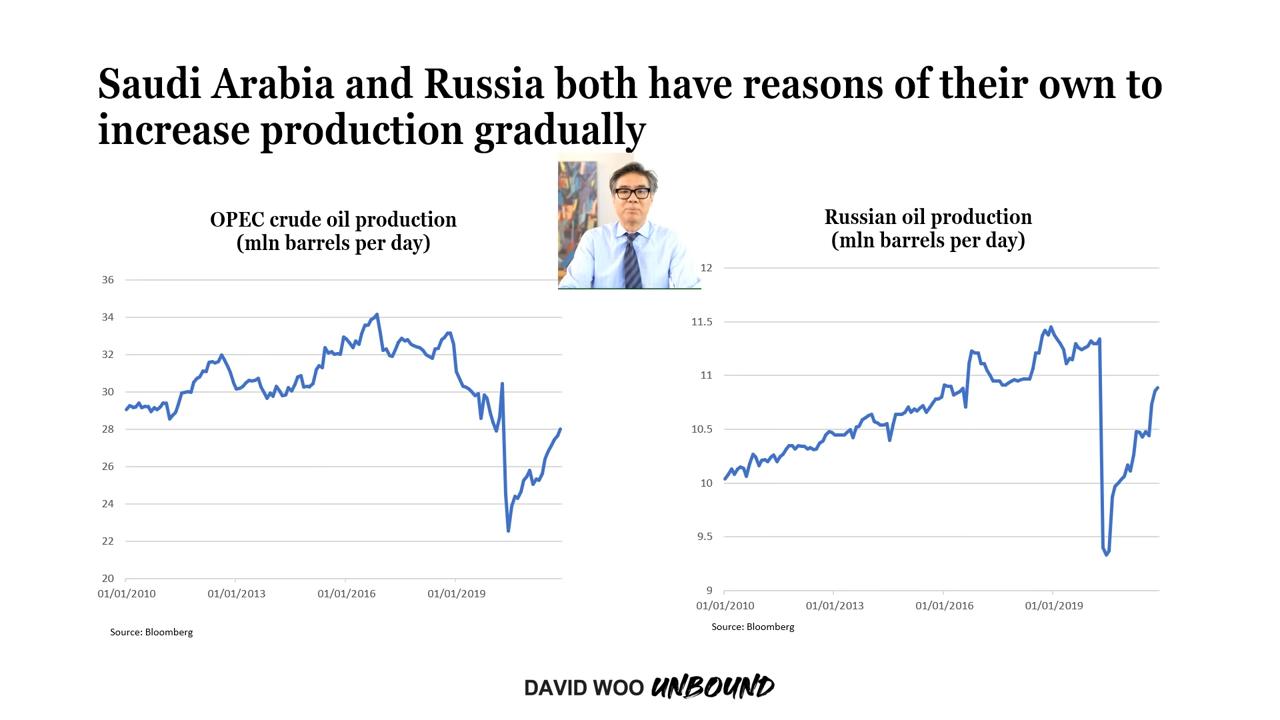 Saudi Arabia and Russia both have reasons of their own to
increase production gradually
OPEC crude oil production
(mln barrels per day)
36
34
32
30
28
26
24
22
20
01/01/2010
01/01/2013
01/01/2016
01/01/2019
Source: Bloomberg
Russian oil production
(mln barrels per day)
12
11.5
11
10.5
10
9.5
9
01/01/2010
01/01/2013
01/01/2016
01/01/2019
Source: Bloomberg
DAVID WOO UNBOUND